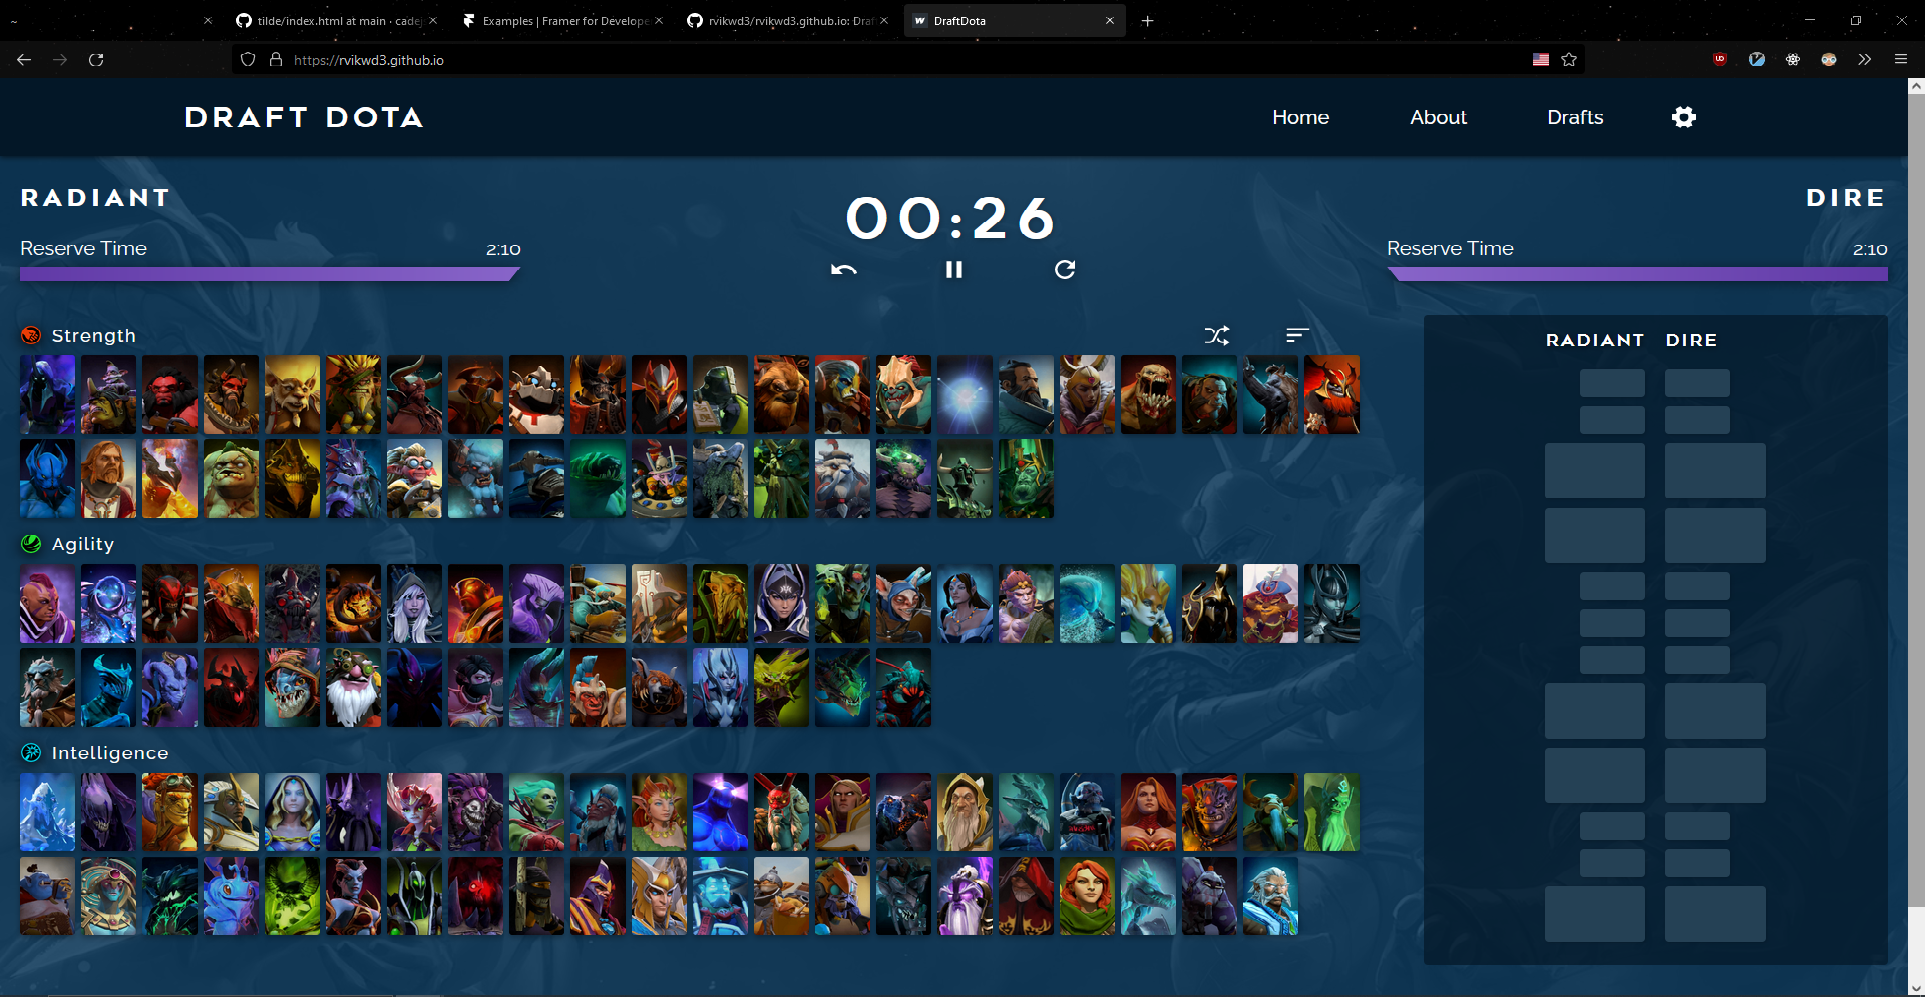 ~
tilde/index.html at main · cade
Examples | Framer for Develope
rvikwd3/rvikwd3.github.io: Dra
DraftDota
https://rvikwd3.github.io
DRAFT DOTA
Home
About
Drafts
RADIANT
00:26
DIRE
Reserve Time
2:10
Reserve Time
2:10
Strength
RADIANT
DIRE
Agility
Intelligence